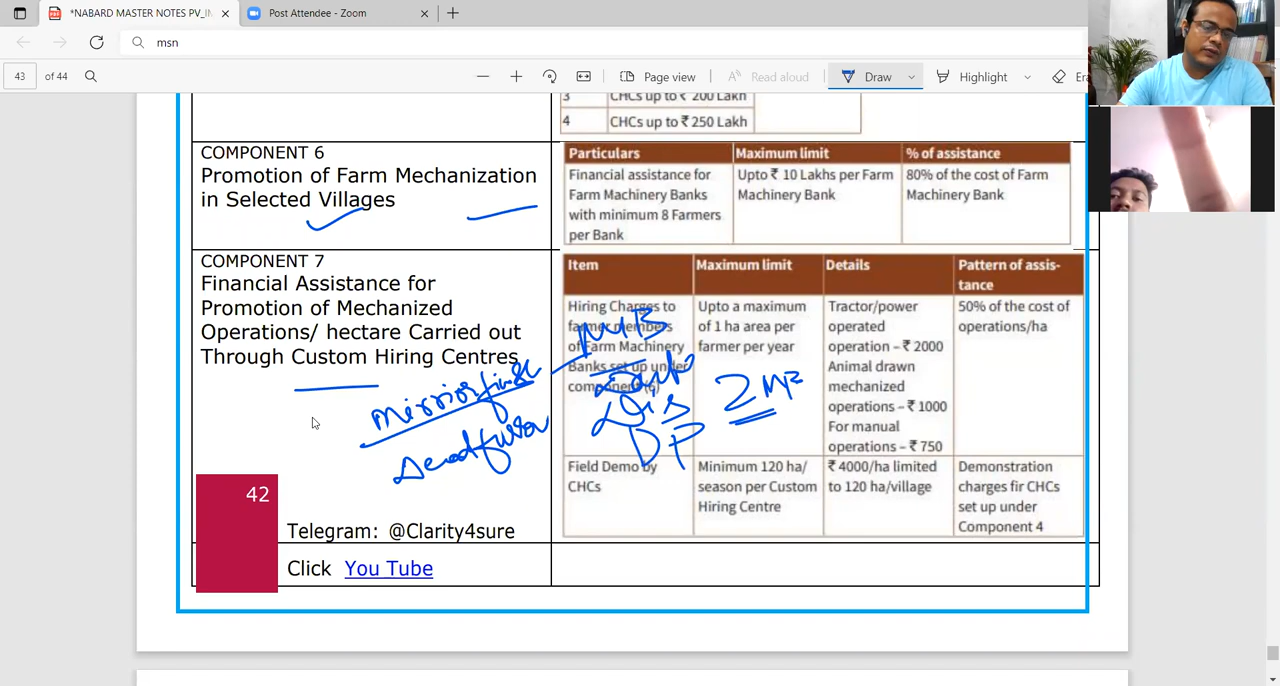 *NABARD MASTER NOTES PV_IN
Post Attendee - Zoom
msn
43 of 44
Page view
Read aloud
Draw
Highlight
Era
3 CHCs up to ₹ 200 Lakh
4 CHCs up to ₹ 250 Lakh
COMPONENT 6
Promotion of Farm Mechanization
in Selected Villages
Particulars Maximum limit % of assistance
Financial assistance for
Farm Machinery Banks
with minimum 8 Farmers
per Bank
Upto ₹ 10 Lakhs per Farm
Machinery Bank
80% of the cost of Farm
Machinery Bank
COMPONENT 7
Financial Assistance for
Promotion of Mechanized
Operations/ hectare Carried out
Through Custom Hiring Centres
Item Maximum limit Details Pattern of assis-
tance
Hiring Charges to
farmer members
of Farm Machinery
Banks set up under
component (6)
Upto a maximum
of 1 ha area per
farmer per year
Tractor/power
operated
operation – ₹ 2000
Animal drawn
mechanized
operations – ₹ 1000
For manual
operations – ₹ 750
50% of the cost of
operations/ha
Field Demo by
CHCs
Minimum 120 ha/
season per Custom
Hiring Centre
₹ 4000/ha limited
to 120 ha/village
Demonstration
charges fir CHCs
set up under
Component 4
DP
42
Telegram: @Clarity4sure
Click You Tube